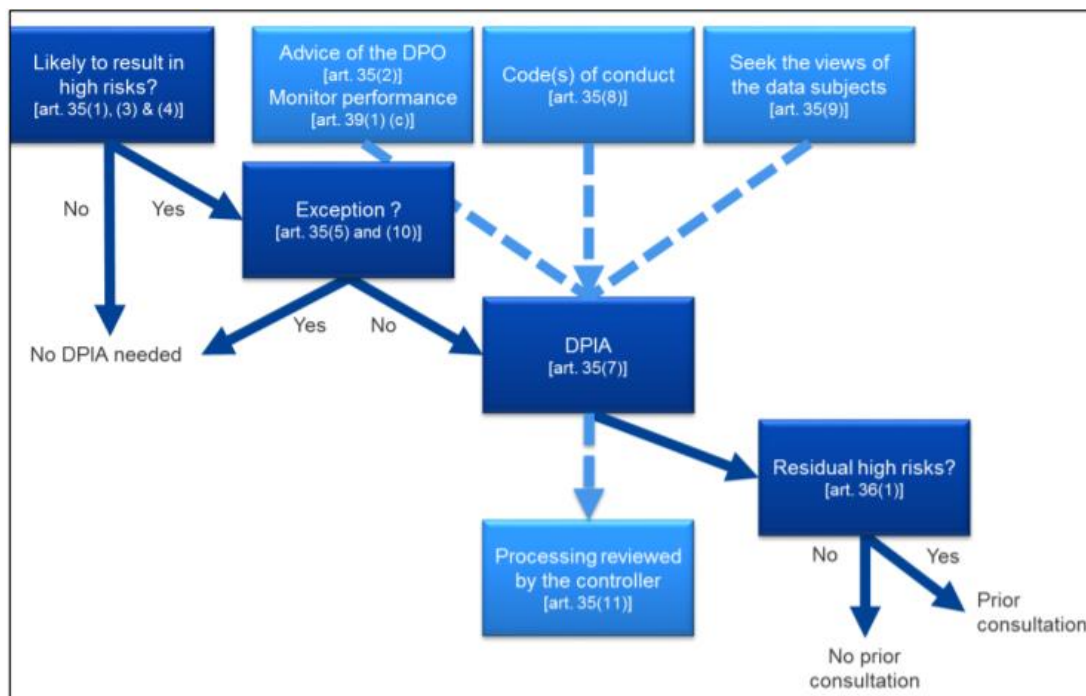 Likely to result in
high risks?
[art. 35(1), (3) & (4)]
Advice of the DPO
[art. 35(2)]
Monitor performance
[art. 39(1) (c)]
Code(s) of conduct
[art. 35(8)]
Seek the views of
the data subjects
[art. 35(9)]
No
Yes
Exception ?
[art. 35(5) and (10)]
Yes
No
No DPIA needed
DPIA
[art. 35(7)]
Residual high risks?
[art. 36(1)]
Processing reviewed
by the controller
[art. 35(11)]
No
Yes
Prior
consultation
No prior
consultation